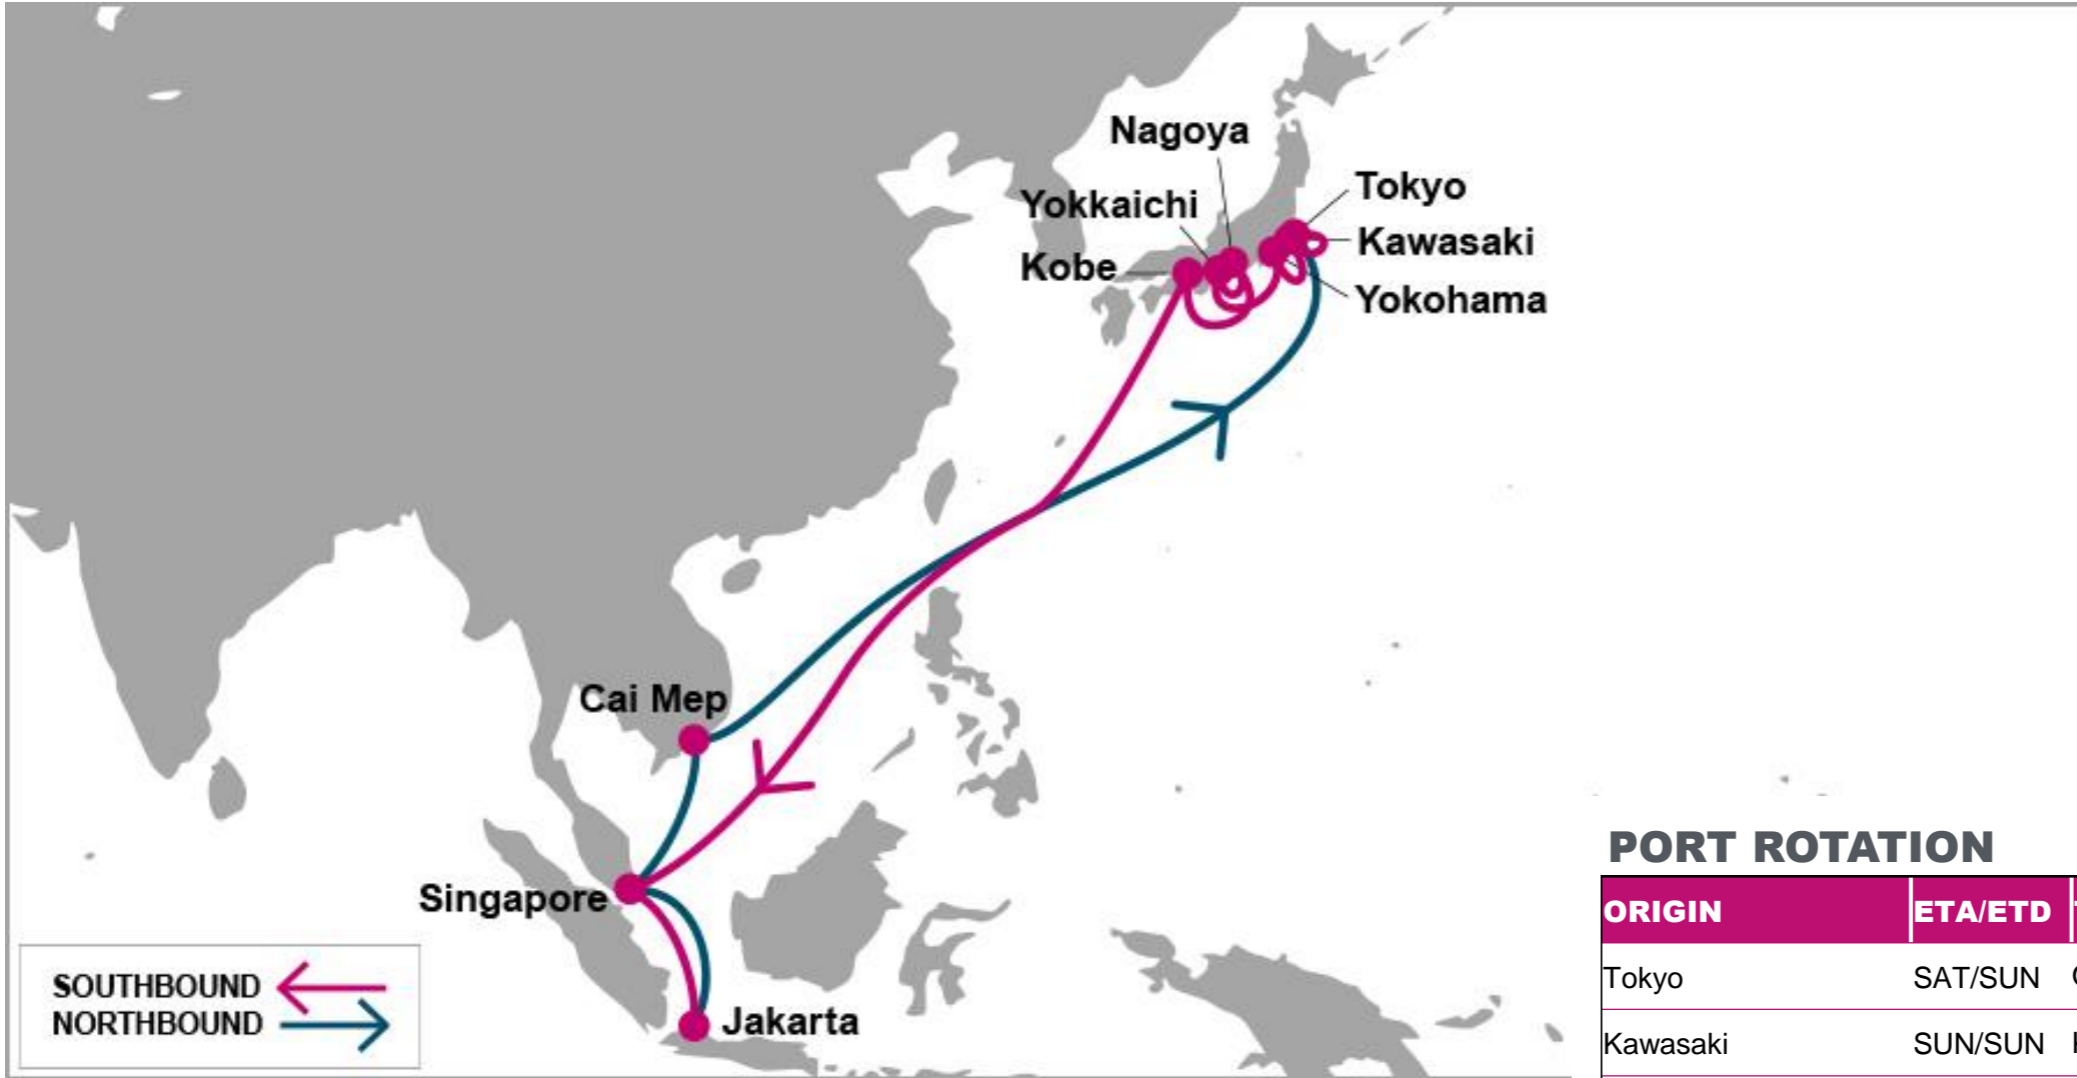 Nagoya
Tokyo
Yokkaichi
Kawasaki
Kobe
Yokohama
Cai Mep
Singapore
Jakarta
SOUTHBOUND
NORTHBOUND
PORT ROTATION
ORIGIN ETA/ETD
Tokyo SAT/SUN
Kawasaki SUN/SUN